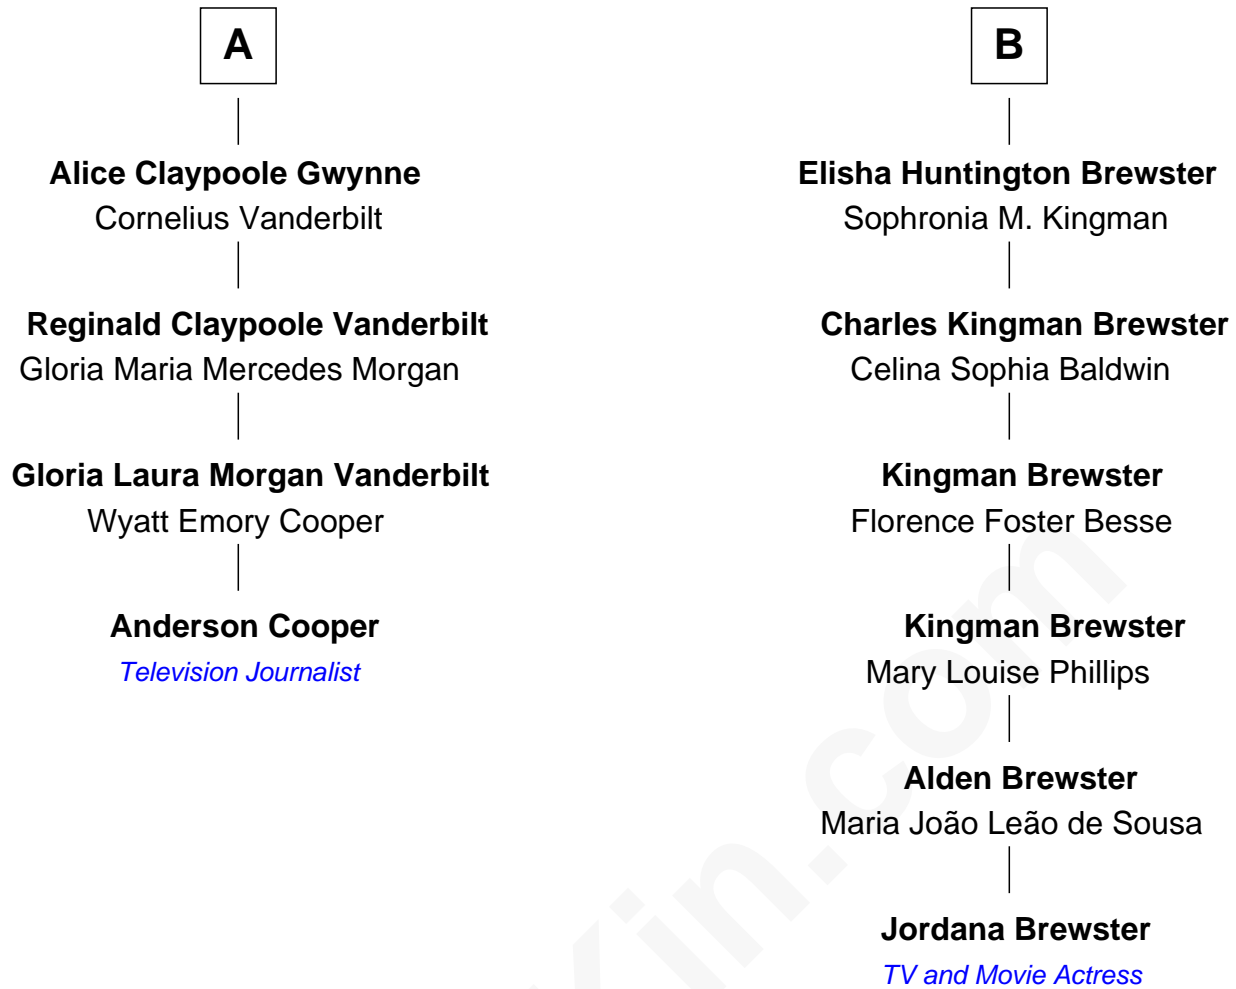 A
B
Alice Claypoole Gwynne
Cornelius Vanderbilt
Elisha Huntington Brewster
Sophronia M. Kingman
Reginald Claypoole Vanderbilt
Gloria Maria Mercedes Morgan
Charles Kingman Brewster
Celina Sophia Baldwin
Gloria Laura Morgan Vanderbilt
Wyatt Emory Cooper
Kingman Brewster
Florence Foster Besse
Anderson Cooper
Television Journalist
Kingman Brewster
Mary Louise Phillips
Alden Brewster
Maria João Leão de Sousa
Jordana Brewster
TV and Movie Actress
Kin.com